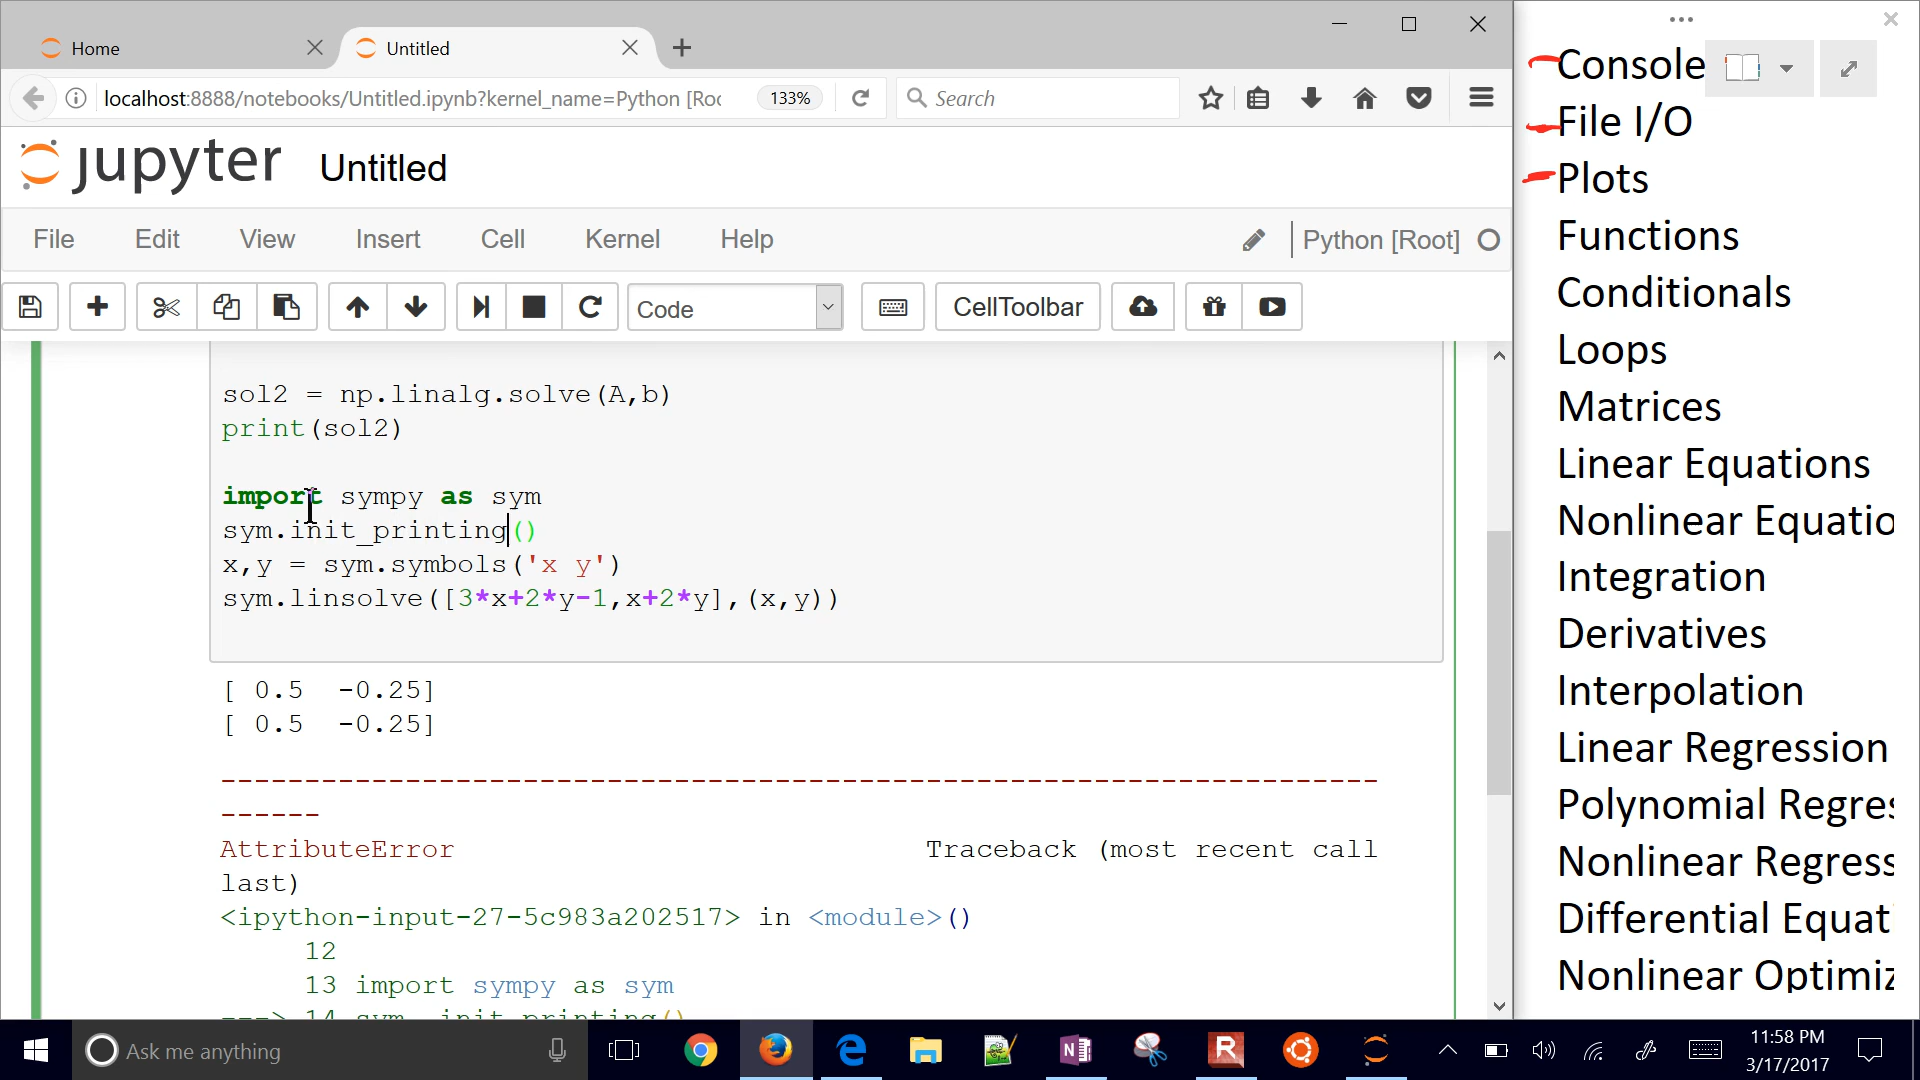 Home
Untitled
localhost:8888/notebooks/Untitled.ipynb?kernel_name=Python [Roo
133%
Search
jupyter Untitled
File Edit View Insert Cell Kernel Help
Python [Root]
Code
CellToolbar
sol2 = np.linalg.solve(A,b)
print(sol2)
import sympy as sym
sym.init_printing()
x,y = sym.symbols('x y')
sym.linsolve([3*x+2*y-1,x+2*y],(x,y))
[ 0.5  -0.25]
[ 0.5  -0.25]
---------------------------------------------------------------------
------
AttributeError Traceback (most recent call
last)
<ipython-input-27-5c983a202517> in <module>()
12
13 import sympy as sym
---> 14 sym._init_printing()
Console
File I/O
Plots
Functions
Conditionals
Loops
Matrices
Linear Equations
Nonlinear Equatio
Integration
Derivatives
Interpolation
Linear Regression
Polynomial Regres
Nonlinear Regress
Differential Equati
Nonlinear Optimiz
Ask me anything
11:58 PM
3/17/2017